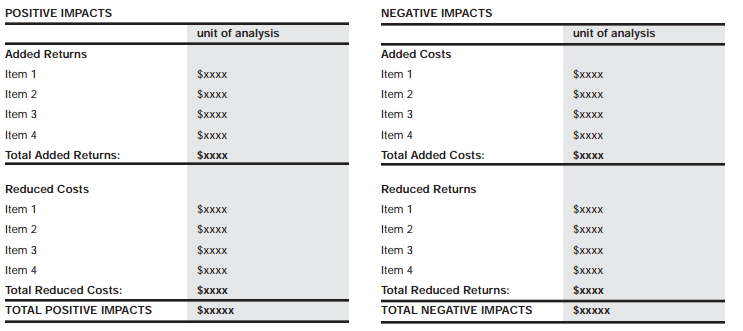 POSITIVE IMPACTS
unit of analysis
Added Returns
Item 1 $xxxx
Item 2 $xxxx
Item 3 $xxxx
Item 4 $xxxx
Total Added Returns: $xxxx
Reduced Costs
Item 1 $xxxx
Item 2 $xxxx
Item 3 $xxxx
Item 4 $xxxx
Total Reduced Costs: $xxxx
TOTAL POSITIVE IMPACTS $xxxxx
NEGATIVE IMPACTS
unit of analysis
Added Costs
Item 1 $xxxx
Item 2 $xxxx
Item 3 $xxxx
Item 4 $xxxx
Total Added Costs: $xxxx
Reduced Returns
Item 1 $xxxx
Item 2 $xxxx
Item 3 $xxxx
Item 4 $xxxx
Total Reduced Returns: $xxxx
TOTAL NEGATIVE IMPACTS $xxxxx